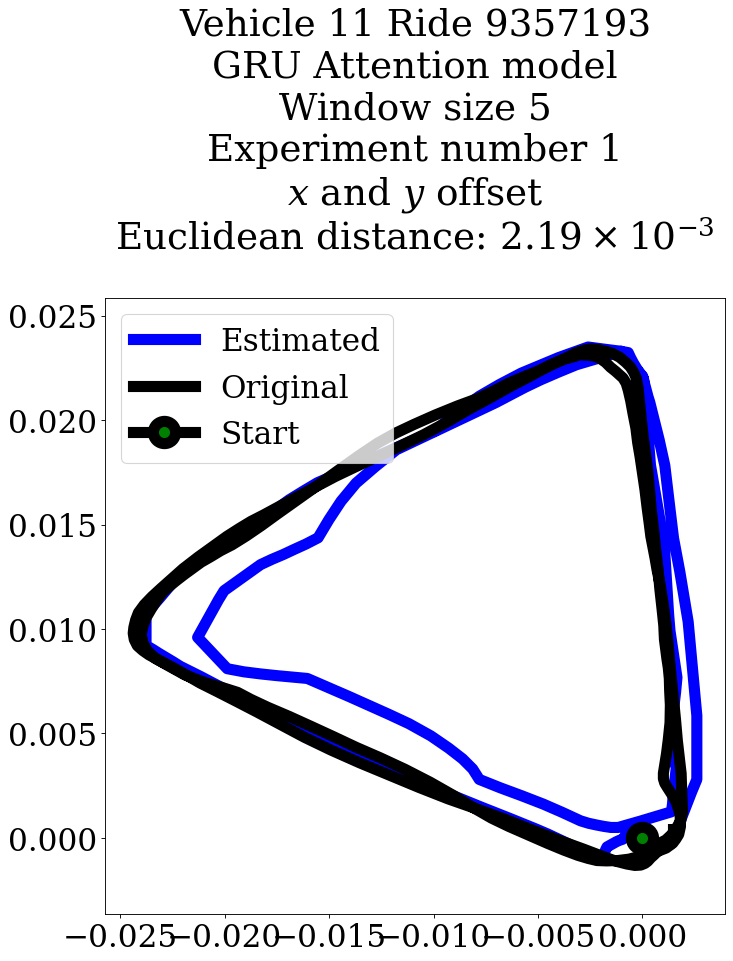 Vehicle 11 Ride 9357193
GRU Attention model
Window size 5
Experiment number 1
x and y offset
Euclidean distance: 2.19 × 10⁻³
Estimated
Original
Start
0.025
0.020
0.015
0.010
0.005
0.000
−0.025 −0.020 −0.015 −0.010 −0.005 0.000